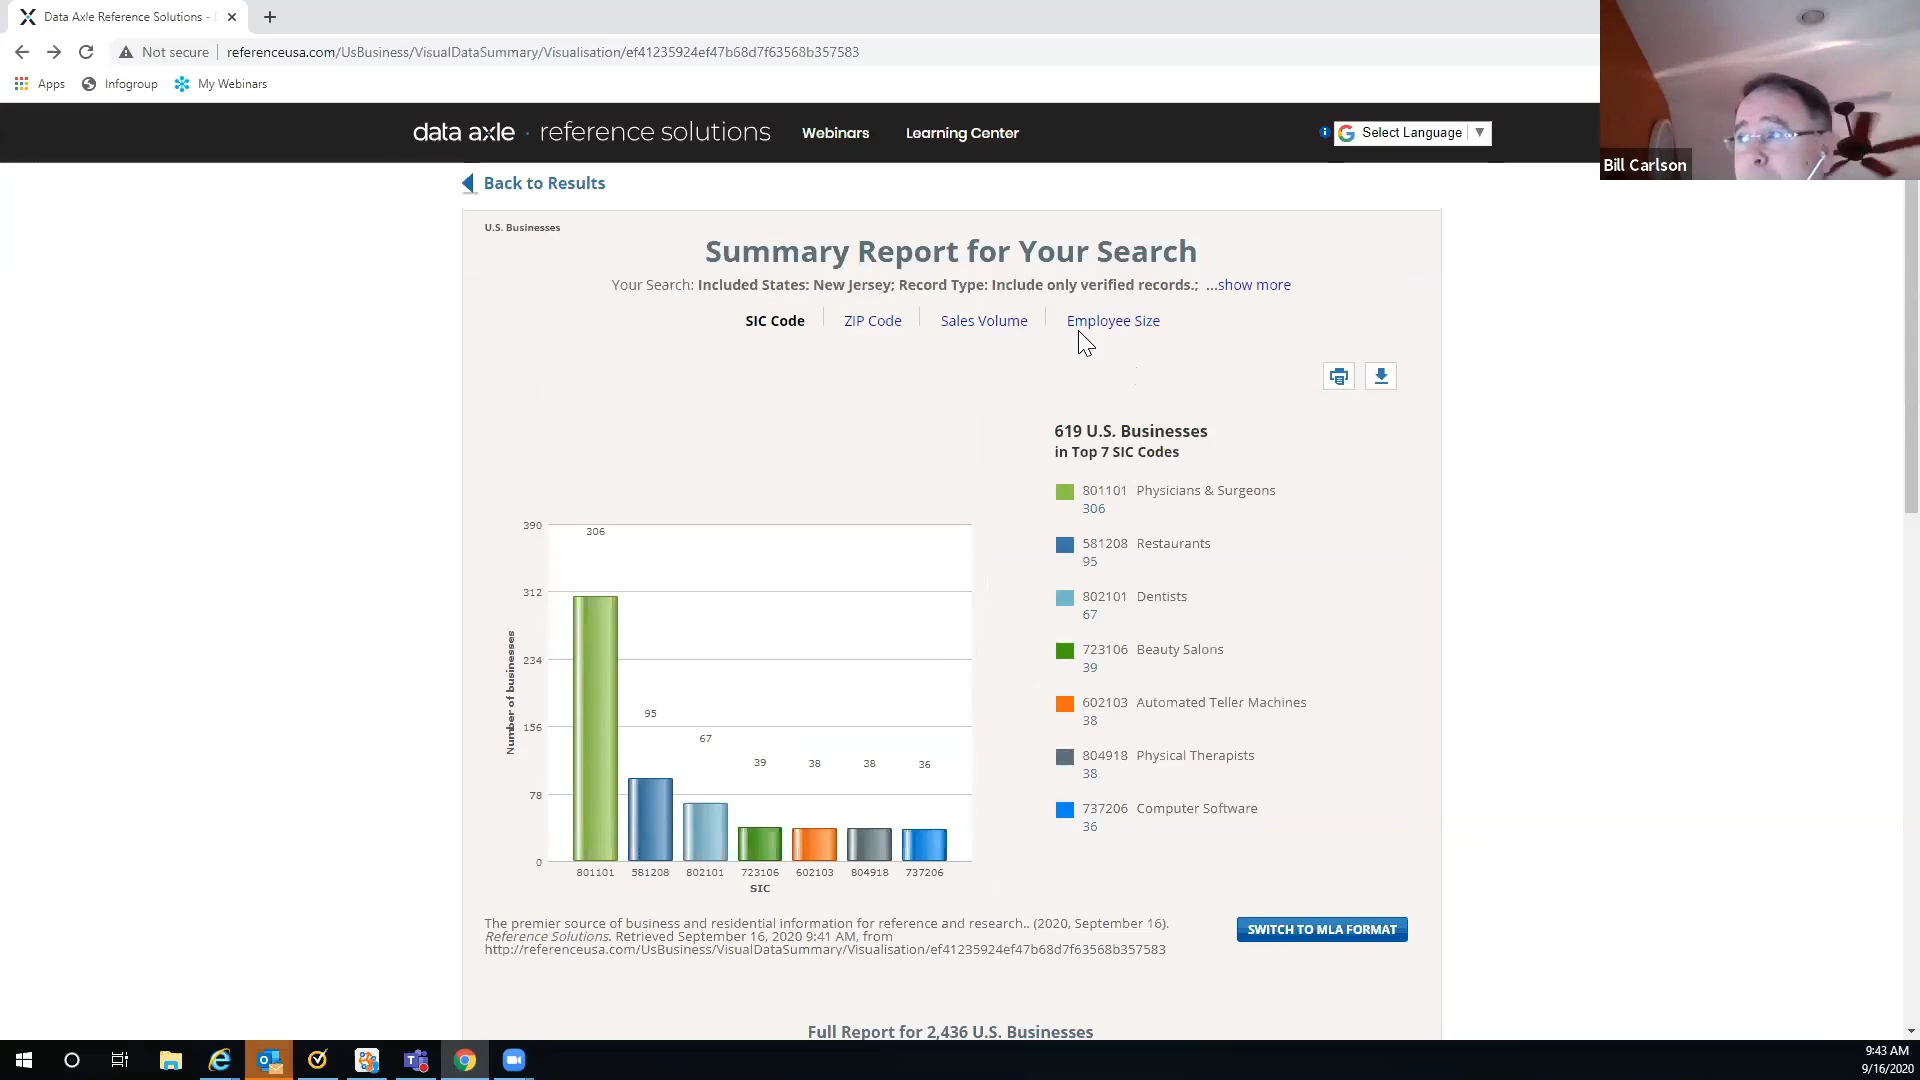 Data Axle Reference Solutions -
Not secure
referenceusa.com/UsBusiness/VisualDataSummary/Visualisation/ef41235924ef47b68d7f63568b357583
Apps
Infogroup
My Webinars
data axle · reference solutions
Webinars
Learning Center
Select Language
Bill Carlson
Back to Results
U.S. Businesses
Summary Report for Your Search
Your Search: Included States: New Jersey; Record Type: Include only verified records.; ...show more
SIC Code
ZIP Code
Sales Volume
Employee Size
619 U.S. Businesses
in Top 7 SIC Codes
801101 Physicians & Surgeons
306
581208 Restaurants
95
802101 Dentists
67
723106 Beauty Salons
39
602103 Automated Teller Machines
38
804918 Physical Therapists
38
737206 Computer Software
36
Number of businesses
390
312
234
156
78
0
306
95
67
39
38
38
36
801101
581208
802101
723106
602103
804918
737206
SIC
The premier source of business and residential information for reference and research.. (2020, September 16).
Reference Solutions. Retrieved September 16, 2020 9:41 AM, from
http://referenceusa.com/UsBusiness/VisualDataSummary/Visualisation/ef41235924ef47b68d7f63568b357583
SWITCH TO MLA FORMAT
Full Report for 2,436 U.S. Businesses
9:43 AM
9/16/2020